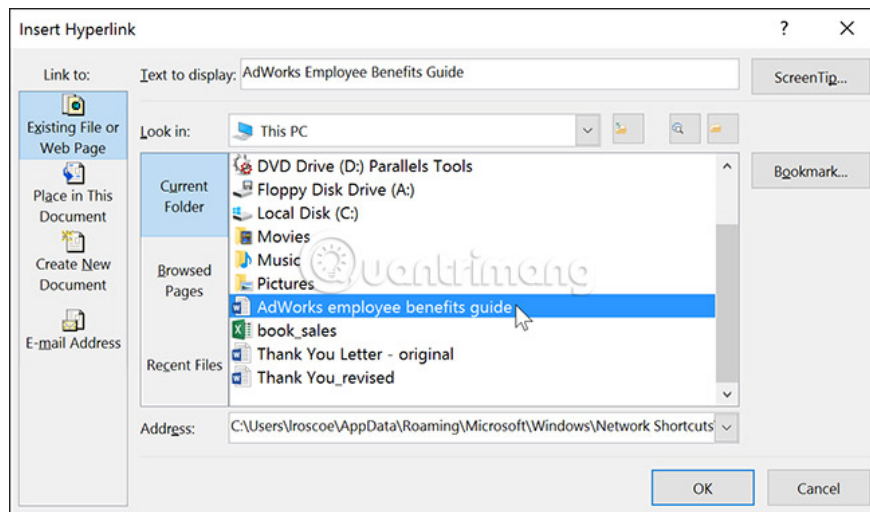 Insert Hyperlink
?
Link to:
Text to display:
AdWorks Employee Benefits Guide
ScreenTip...
Existing File or
Web Page
Look in:
This PC
Place in This
Document
Current
Folder
DVD Drive (D:) Parallels Tools
Bookmark...
Floppy Disk Drive (A:)
Local Disk (C:)
Movies
Create New
Document
Browsed
Pages
Music
Quantrimang
Pictures
AdWorks employee benefits guide
E-mail Address
book_sales
Recent Files
Thank You Letter - original
Thank You_revised
Address:
C:\Users\lroscoe\AppData\Roaming\Microsoft\Windows\Network Shortcuts
OK
Cancel